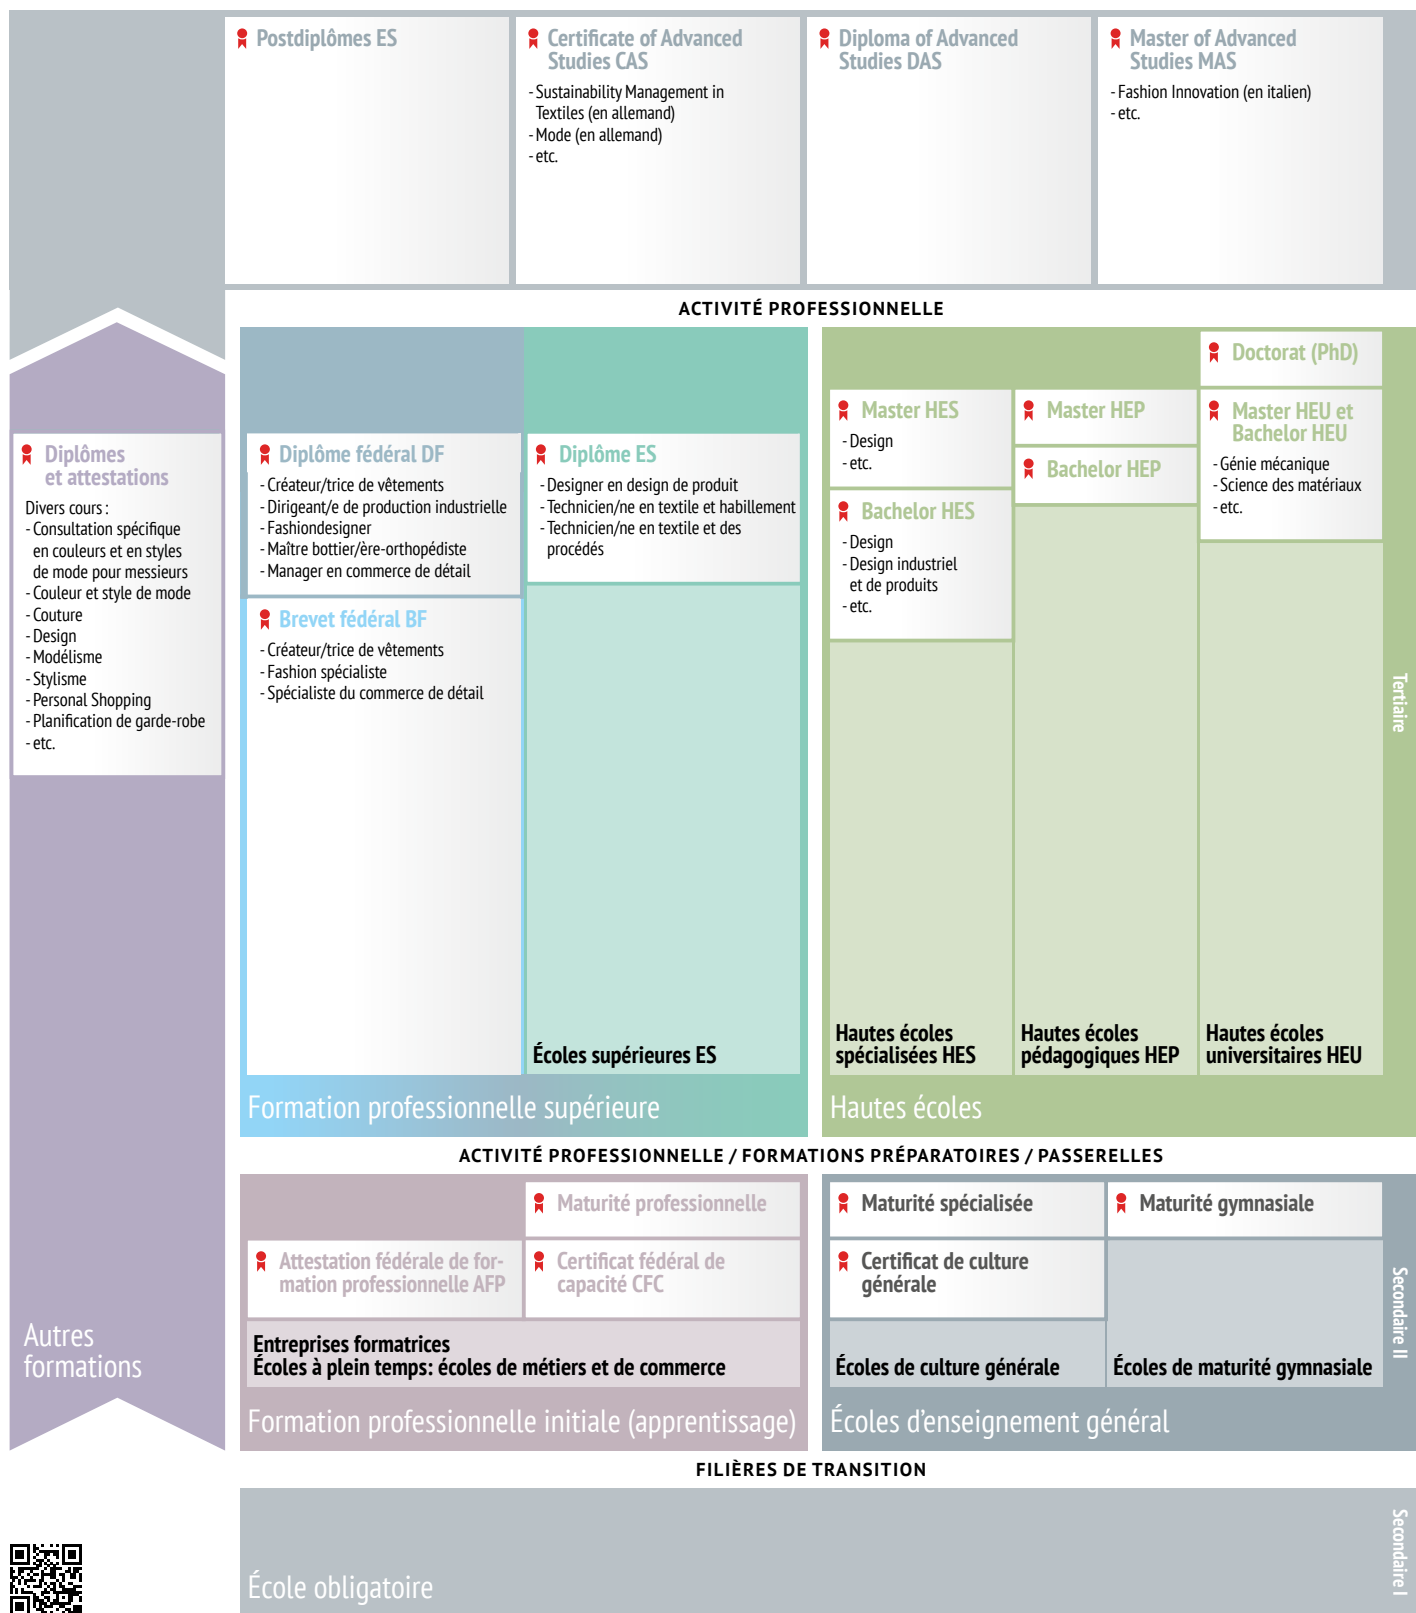 Postdiplômes ES
Certificate of Advanced
Studies CAS
- Sustainability Management in
Textiles (en allemand)
- Mode (en allemand)
- etc.
Diploma of Advanced
Studies DAS
Master of Advanced
Studies MAS
- Fashion Innovation (en italien)
- etc.
ACTIVITÉ PROFESSIONNELLE
Diplômes
et attestations
Divers cours :
- Consultation spécifique
en couleurs et en styles
de mode pour messieurs
- Couleur et style de mode
- Couture
- Design
- Modélisme
- Stylisme
- Personal Shopping
- Planification de garde-robe
- etc.
Autres
formations
Diplôme fédéral DF
- Créateur/trice de vêtements
- Dirigeant/e de production industrielle
- Fashiondesigner
- Maître bottier/ère-orthopédiste
- Manager en commerce de détail
Brevet fédéral BF
- Créateur/trice de vêtements
- Fashion spécialiste
- Spécialiste du commerce de détail
Diplôme ES
- Designer en design de produit
- Technicien/ne en textile et habillement
- Technicien/ne en textile et des
procédés
Écoles supérieures ES
Formation professionnelle supérieure
Master HES
- Design
- etc.
Bachelor HES
- Design
- Design industriel
et de produits
- etc.
Hautes écoles
spécialisées HES
Master HEP
Bachelor HEP
Hautes écoles
pédagogiques HEP
Doctorat (PhD)
Master HEU et
Bachelor HEU
- Génie mécanique
- Science des matériaux
- etc.
Hautes écoles
universitaires HEU
Hautes écoles
Tertiaire
ACTIVITÉ PROFESSIONNELLE / FORMATIONS PRÉPARATOIRES / PASSERELLES
Maturité professionnelle
Attestation fédérale de for-
mation professionnelle AFP
Certificat fédéral de
capacité CFC
Entreprises formatrices
Écoles à plein temps: écoles de métiers et de commerce
Formation professionnelle initiale (apprentissage)
Maturité spécialisée
Certificat de culture
générale
Écoles de culture générale
Maturité gymnasiale
Écoles de maturité gymnasiale
Écoles d’enseignement général
Secondaire II
FILIÈRES DE TRANSITION
École obligatoire
Secondaire I